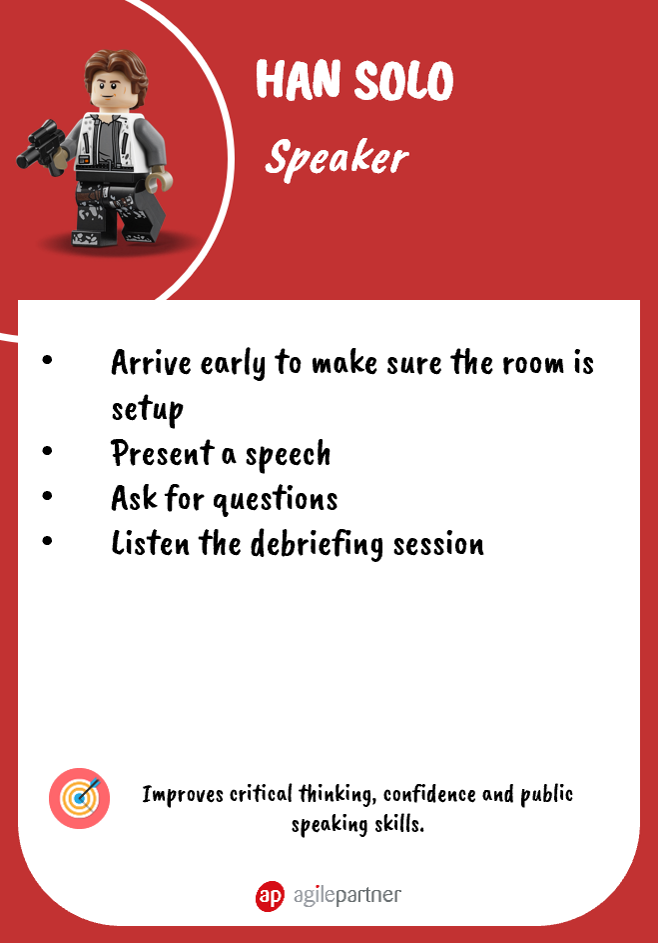 HAN SOLO
Speaker
• Arrive early to make sure the room is
setup
• Present a speech
• Ask for questions
• Listen the debriefing session
Improves critical thinking, confidence and public
speaking skills.
ap agilepartner